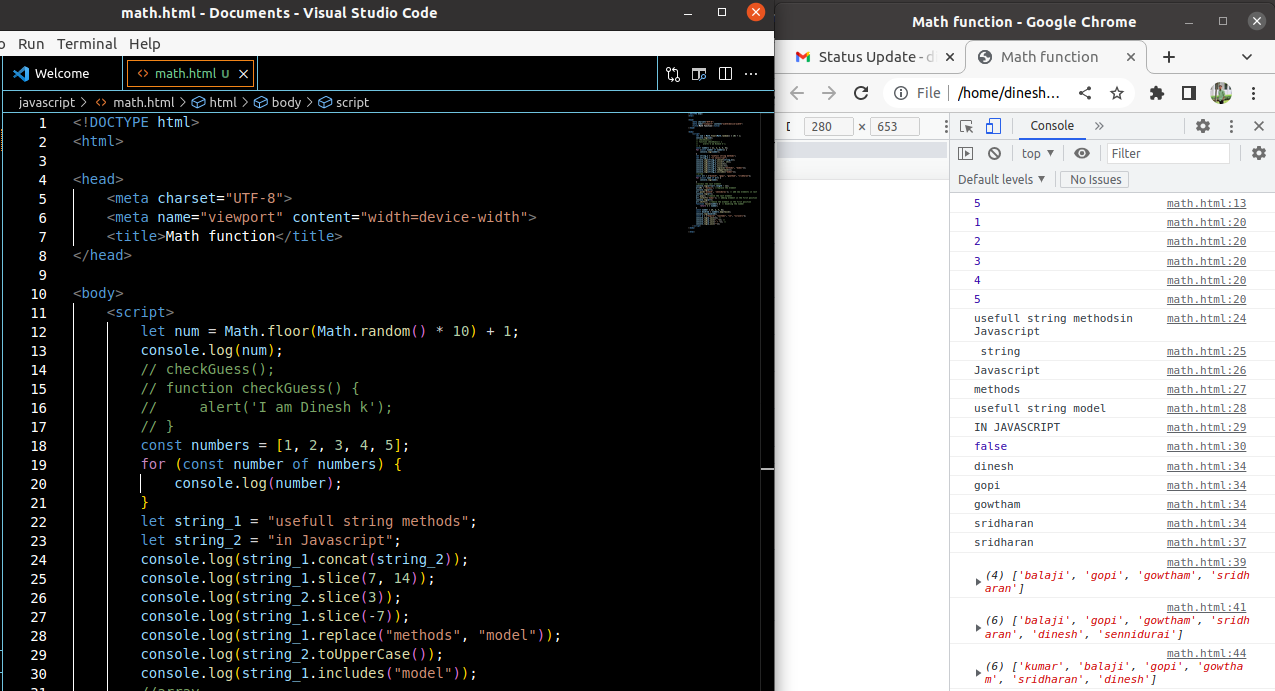 math.html - Documents - Visual Studio Code
Run Terminal Help
Welcome
math.html U
javascript > math.html > html > body > script
1 <!DOCTYPE html>
2 <html>
3
4 <head>
5 <meta charset="UTF-8">
6 <meta name="viewport" content="width=device-width">
7 <title>Math function</title>
8 </head>
9
10 <body>
11 <script>
12 let num = Math.floor(Math.random() * 10) + 1;
13 console.log(num);
14 // checkGuess();
15 // function checkGuess() {
16 //     alert('I am Dinesh k');
17 // }
18 const numbers = [1, 2, 3, 4, 5];
19 for (const number of numbers) {
20 console.log(number);
21 }
22 let string_1 = "usefull string methods";
23 let string_2 = "in Javascript";
24 console.log(string_1.concat(string_2));
25 console.log(string_1.slice(7, 14));
26 console.log(string_2.slice(3));
27 console.log(string_1.slice(-7));
28 console.log(string_1.replace("methods", "model"));
29 console.log(string_2.toUpperCase());
30 console.log(string_1.includes("model"));
31 //array
Math function - Google Chrome
Status Update - d
Math function
File /home/dinesh...
280 × 653
Console
top
Filter
Default levels
No Issues
5 math.html:13
1 math.html:20
2 math.html:20
3 math.html:20
4 math.html:20
5 math.html:20
usefull string methodsin math.html:24
Javascript
string math.html:25
Javascript math.html:26
methods math.html:27
usefull string model math.html:28
IN JAVASCRIPT math.html:29
false math.html:30
dinesh math.html:34
gopi math.html:34
gowtham math.html:34
sridharan math.html:34
sridharan math.html:37
math.html:39
(4) ['balaji', 'gopi', 'gowtham', 'sridh
aran']
math.html:41
(6) ['balaji', 'gopi', 'gowtham', 'sridh
aran', 'dinesh', 'sennidurai']
math.html:44
(6) ['kumar', 'balaji', 'gopi', 'gowtha
m', 'sridharan', 'dinesh']